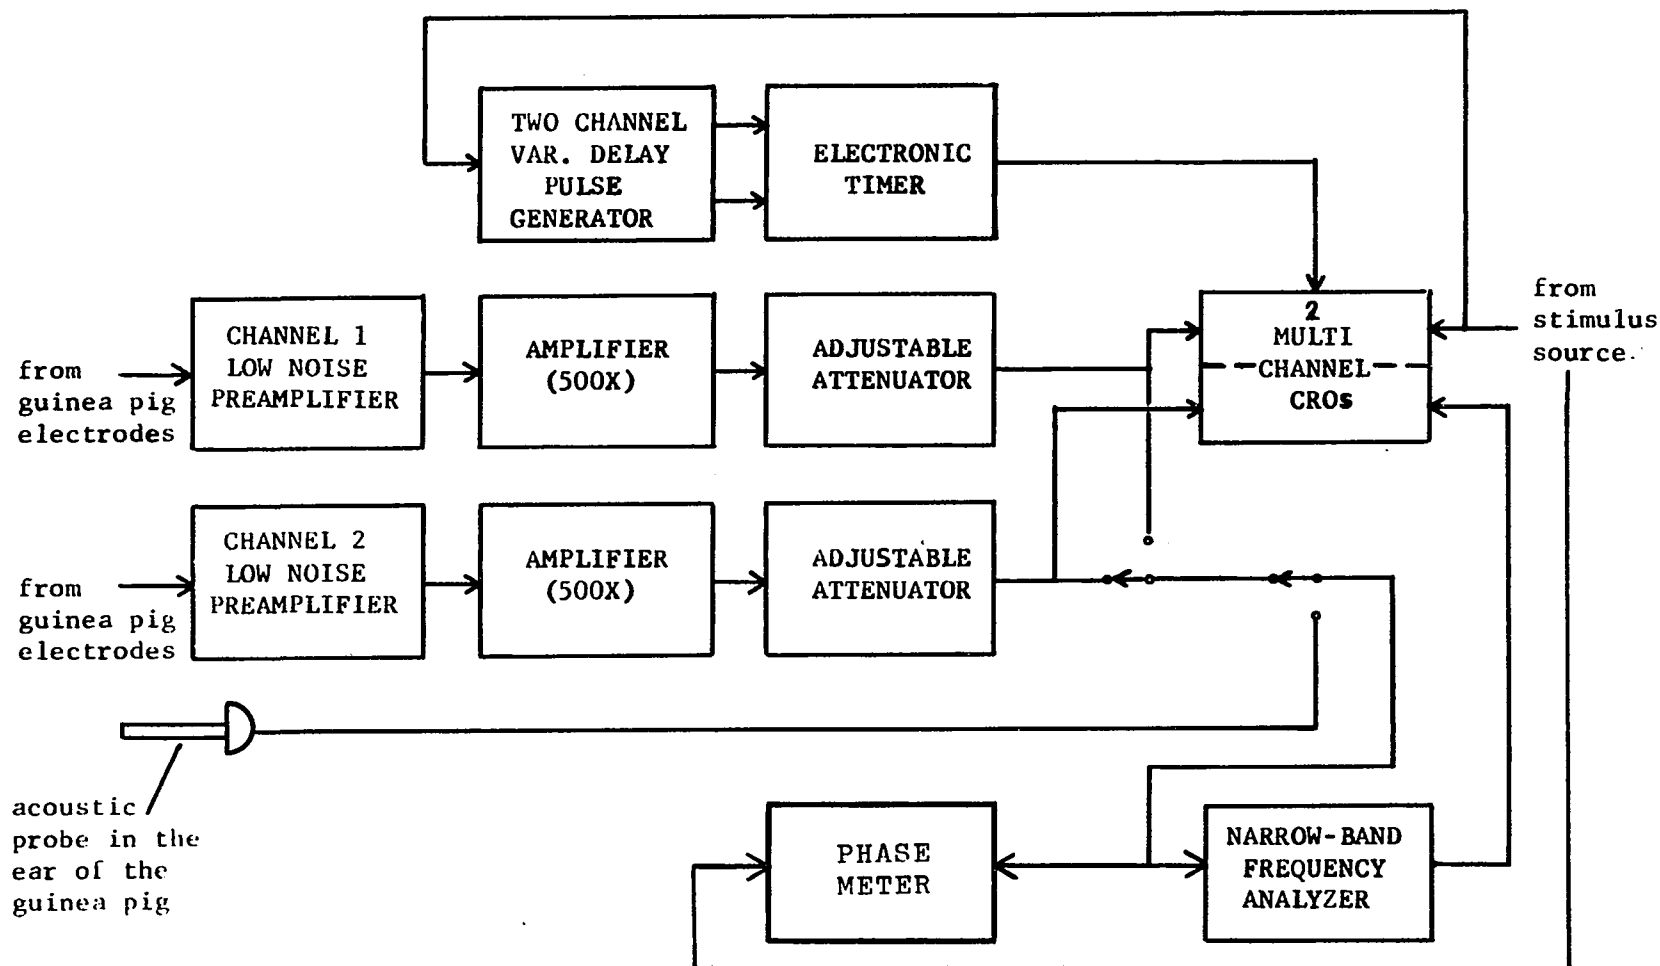 TWO CHANNEL
VAR. DELAY
PULSE
GENERATOR
ELECTRONIC
TIMER
from
guinea pig
electrodes
CHANNEL 1
LOW NOISE
PREAMPLIFIER
AMPLIFIER
(500X)
ADJUSTABLE
ATTENUATOR
2
MULTI
CHANNEL
CROs
from
stimulus
source.
from
guinea pig
electrodes
CHANNEL 2
LOW NOISE
PREAMPLIFIER
AMPLIFIER
(500X)
ADJUSTABLE
ATTENUATOR
acoustic
probe in the
ear of the
guinea pig
PHASE
METER
NARROW-BAND
FREQUENCY
ANALYZER